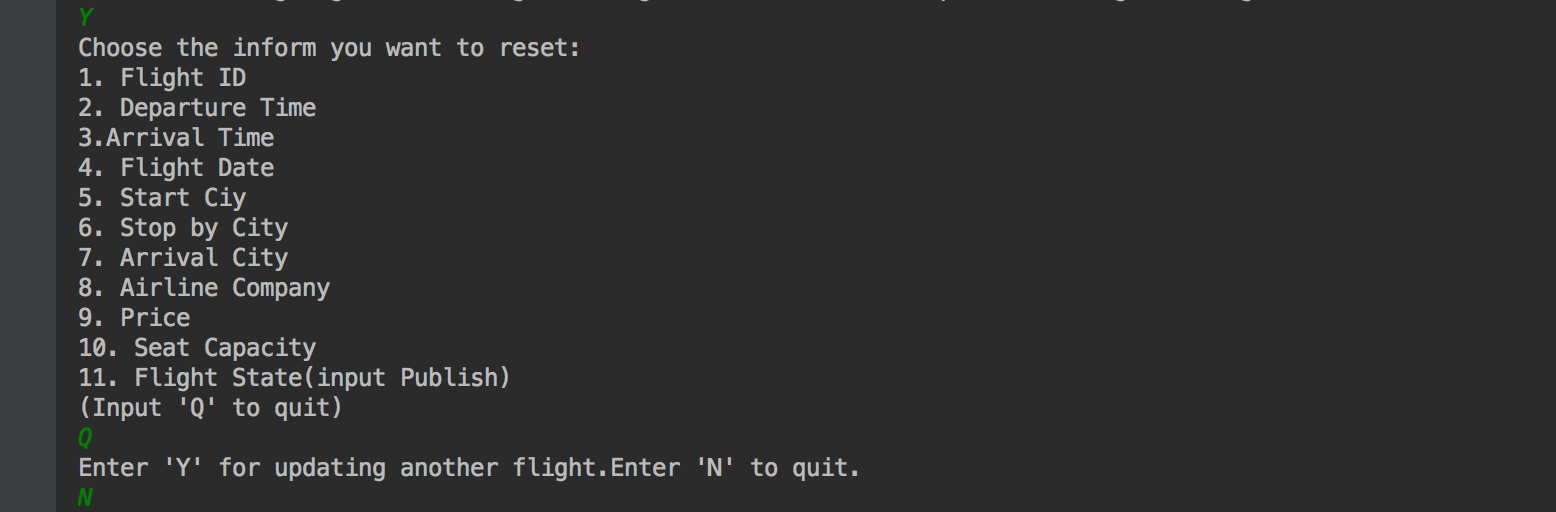 Y
Choose the inform you want to reset:
1. Flight ID
2. Departure Time
3.Arrival Time
4. Flight Date
5. Start Ciy
6. Stop by City
7. Arrival City
8. Airline Company
9. Price
10. Seat Capacity
11. Flight State(input Publish)
(Input 'Q' to quit)
Q
Enter 'Y' for updating another flight.Enter 'N' to quit.
N